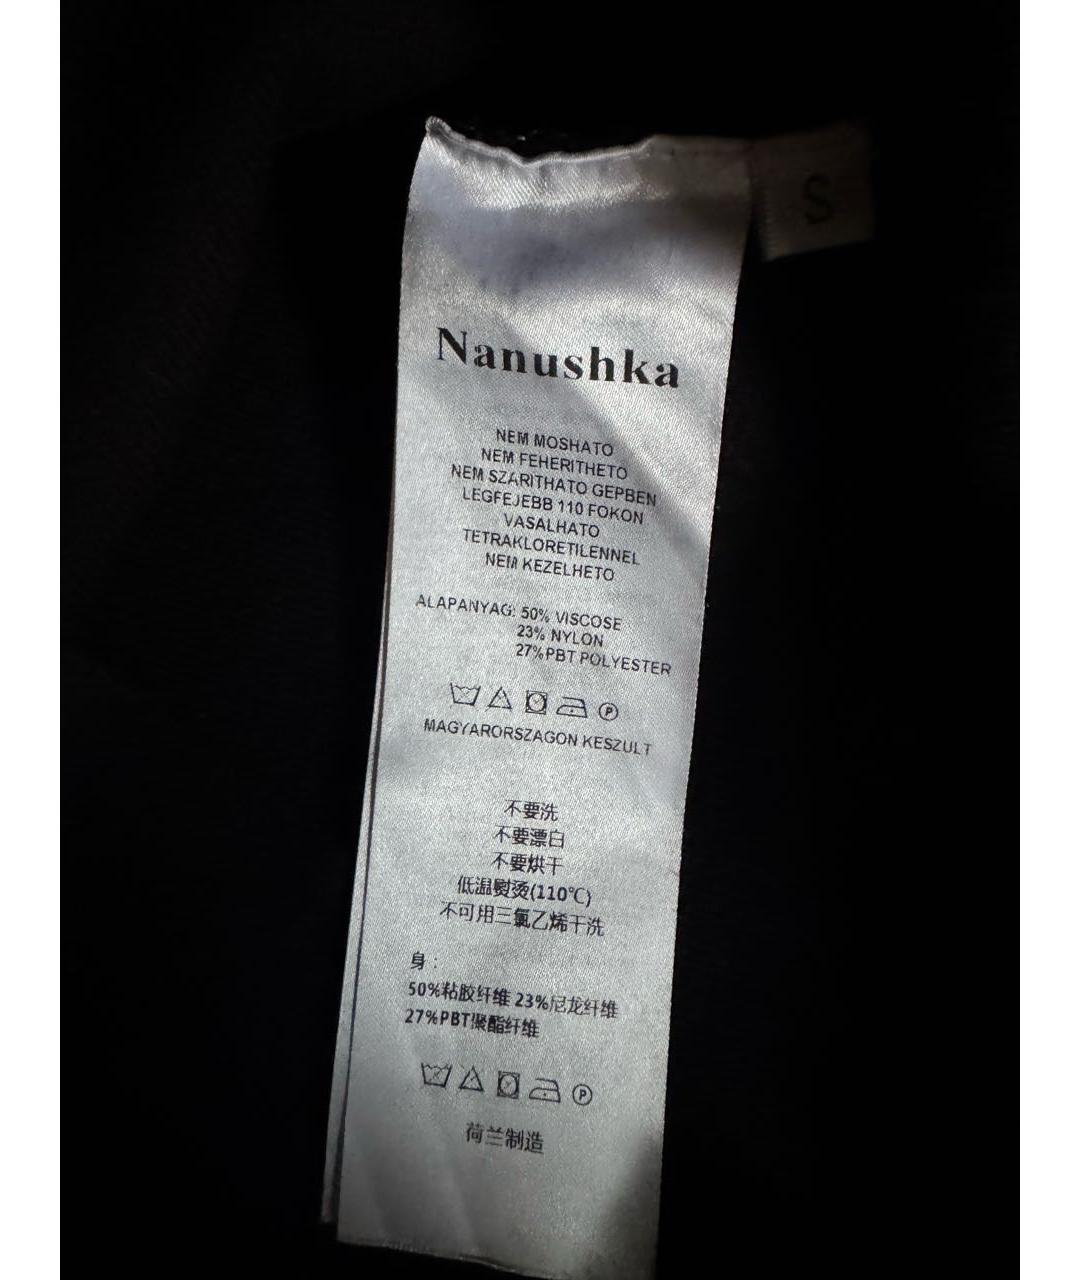 S
Nanushka
NEM MOSHATO
NEM FEHERITHETO
NEM SZARITHATO GEPBEN
LEGFEJEBB 110 FOKON
VASALHATO
TETRAKLORETILENNEL
NEM KEZELHETO
ALAPANYAG: 50% VISCOSE
23% NYLON
27%PBT POLYESTER
P
MAGYARORSZAGON KESZULT
不要洗
不要漂白
不要烘干
低温熨烫(110℃)
不可用三氯乙烯干洗
身:
50%粘胶纤维 23%尼龙纤维
27%PBT聚酯纤维
P
荷兰制造